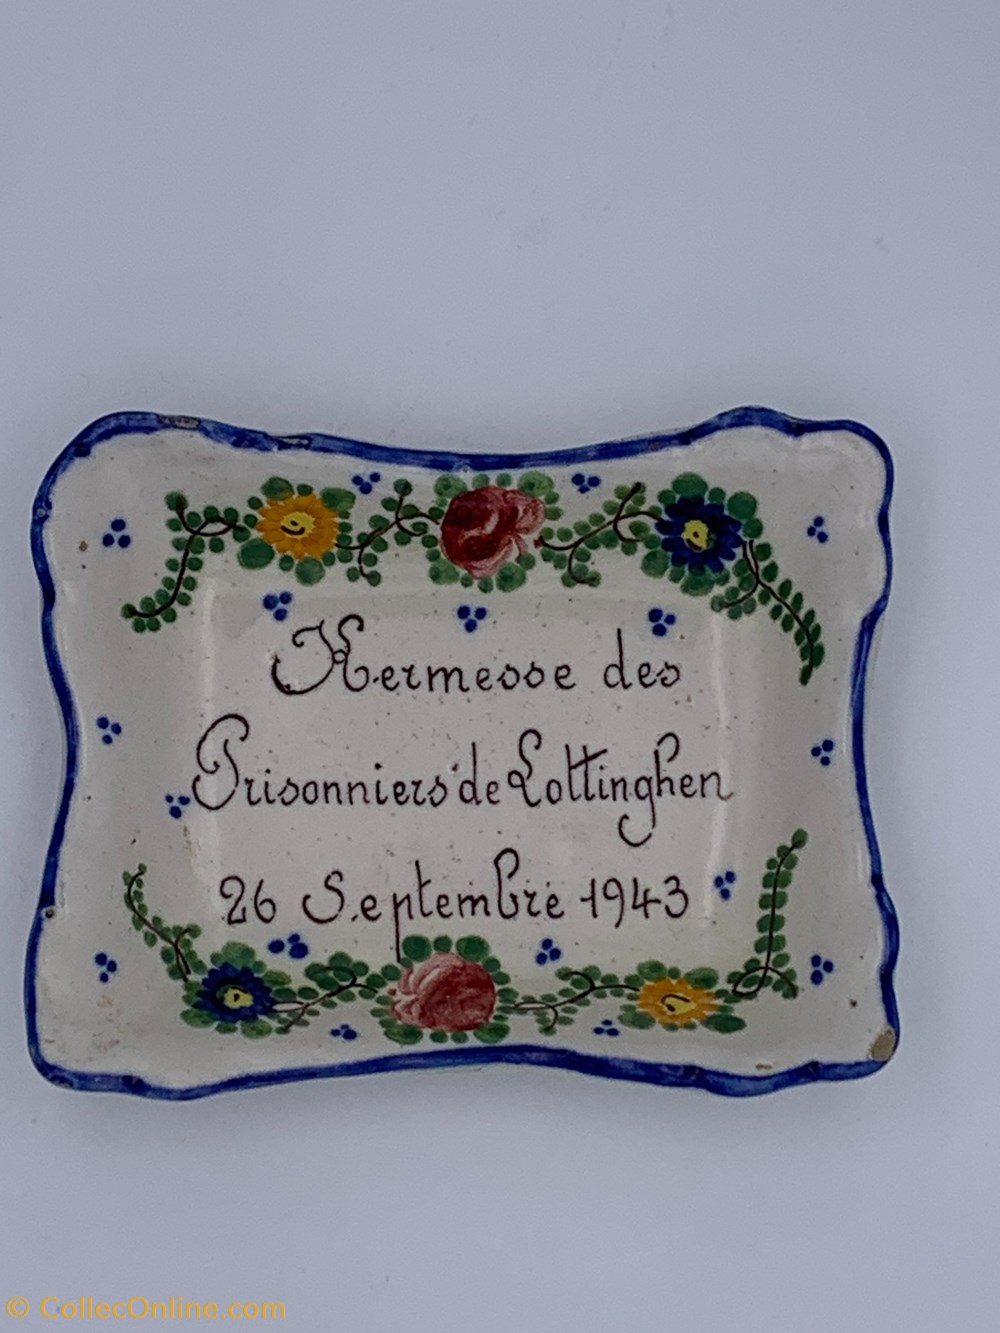 Kermesse des
Prisonniers de Lottinghen
26 Septembre 1943
© CollecOnline.com